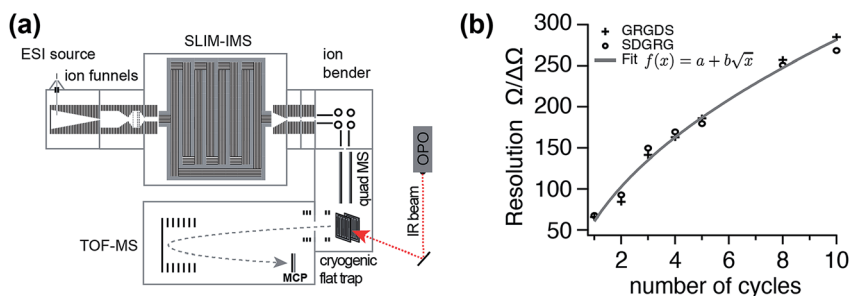 (a)
ESI source
ion funnels
SLIM-IMS
ion
bender
quad MS
OPO
IR beam
TOF-MS
MCP
cryogenic
flat trap
(b)
Resolution Ω/ΔΩ
300
250
200
150
100
50
GRGDS
SDGRG
Fit f(x) = a + b√x
2
4
6
8
10
number of cycles